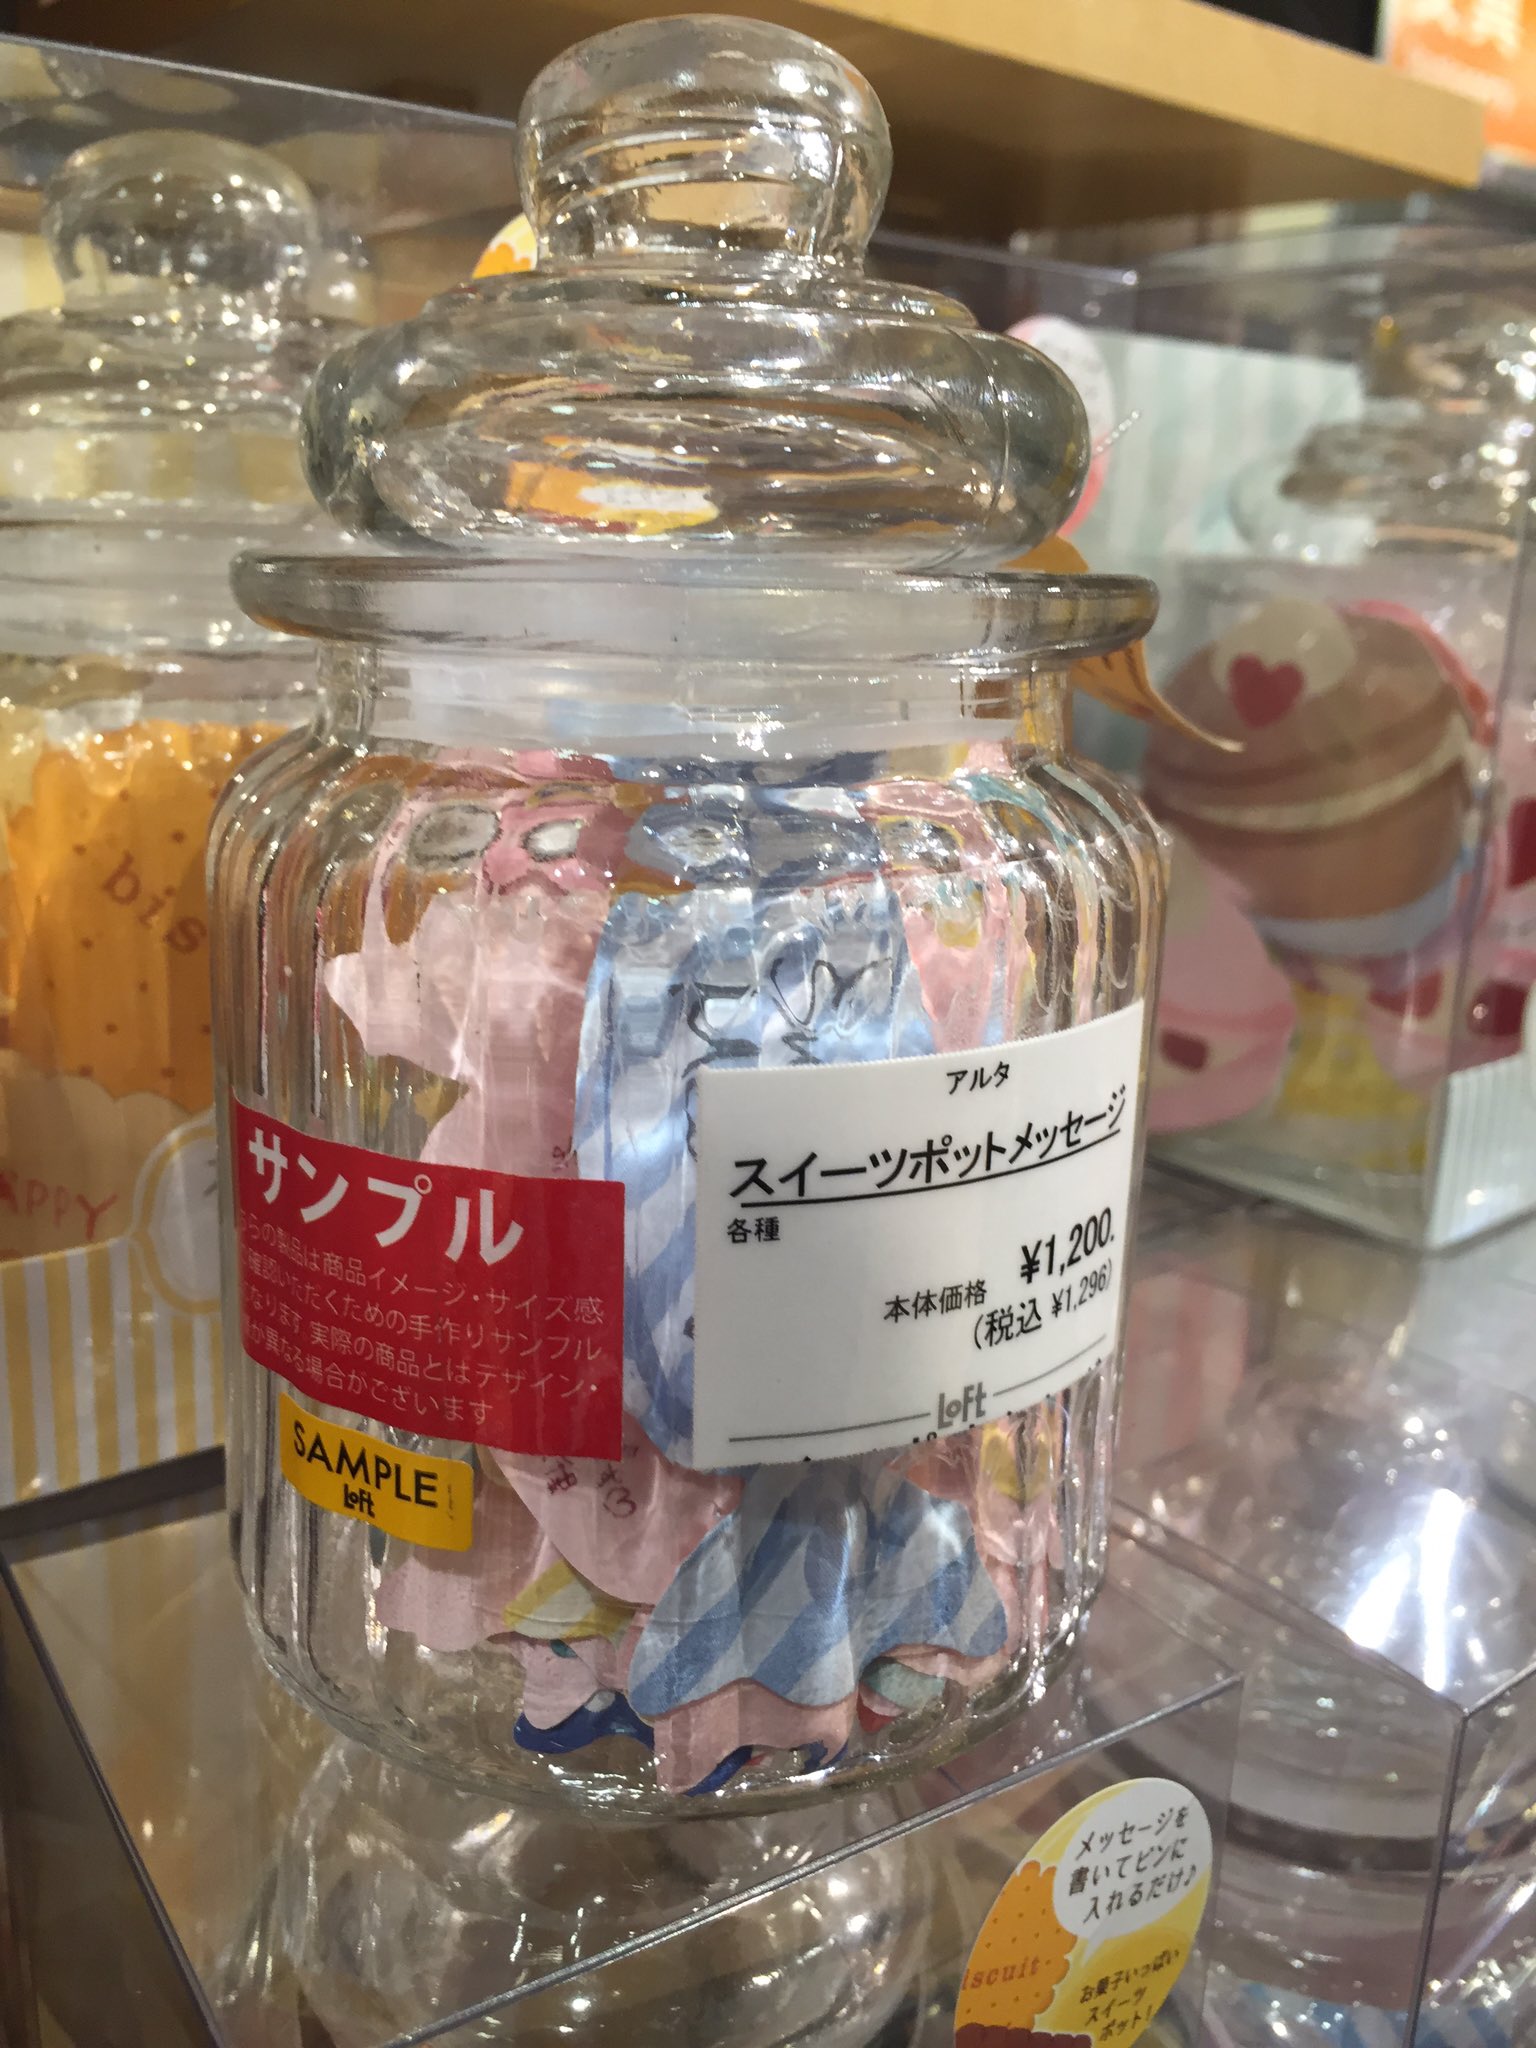 アルタ
スイーツポットメッセージ
各種
¥1,200.
本体価格
(税込 ¥1,296)
LoFt
サンプル
らの製品は商品イメージ・サイズ感
確認いただくための手作りサンプル
なります 実際の商品とはデザイン・
が異なる場合がございます
SAMPLE
LoFt
bis
APPY
メッセージを
書いてビンに
入れるだけ♪
iscuit
お菓子いっぱい
スイーツ
ポット!